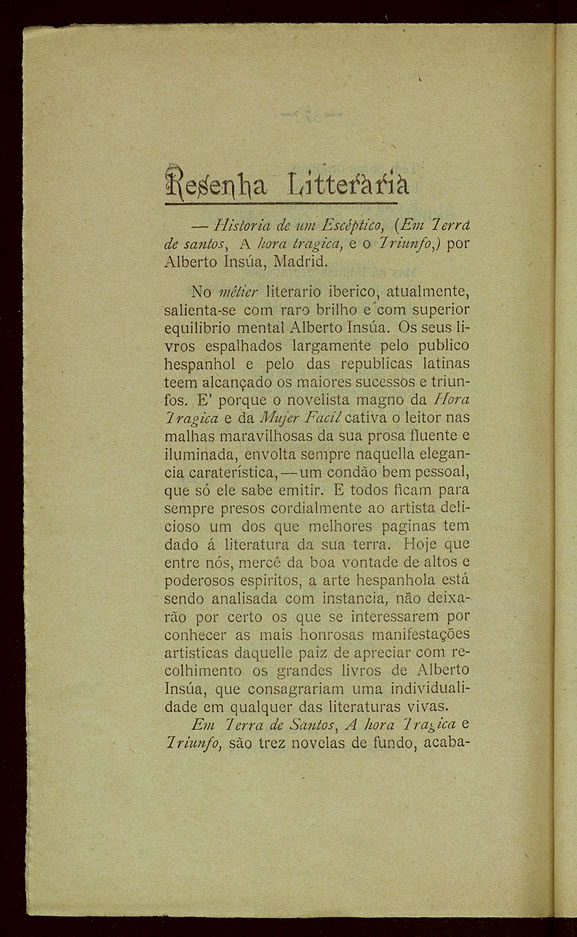 Resenha Litteraria
— Historia de um Escéptico, (Em Terra
de santos, A hora tragica, e o Triunfo,) por
Alberto Insúa, Madrid.
No métier literario iberico, atualmente,
salienta-se com raro brilho e com superior
equilibrio mental Alberto Insúa. Os seus li-
vros espalhados largamente pelo publico
hespanhol e pelo das republicas latinas
teem alcançado os maiores sucessos e triun-
fos. E' porque o novelista magno da Hora
Tragica e da Mujer Facil cativa o leitor nas
malhas maravilhosas da sua prosa fluente e
iluminada, envolta sempre naquella elegan-
cia caraterística,—um condão bem pessoal,
que só ele sabe emitir. E todos ficam para
sempre presos cordialmente ao artista deli-
cioso um dos que melhores paginas tem
dado á literatura da sua terra. Hoje que
entre nós, mercê da boa vontade de altos e
poderosos espiritos, a arte hespanhola está
sendo analisada com instancia, não deixa-
rão por certo os que se interessarem por
conhecer as mais honrosas manifestações
artisticas daquelle paiz de apreciar com re-
colhimento os grandes livros de Alberto
Insúa, que consagrariam uma individuali-
dade em qualquer das literaturas vivas.
Em Terra de Santos, A hora Tragica e
Triunfo, são trez novelas de fundo, acaba-